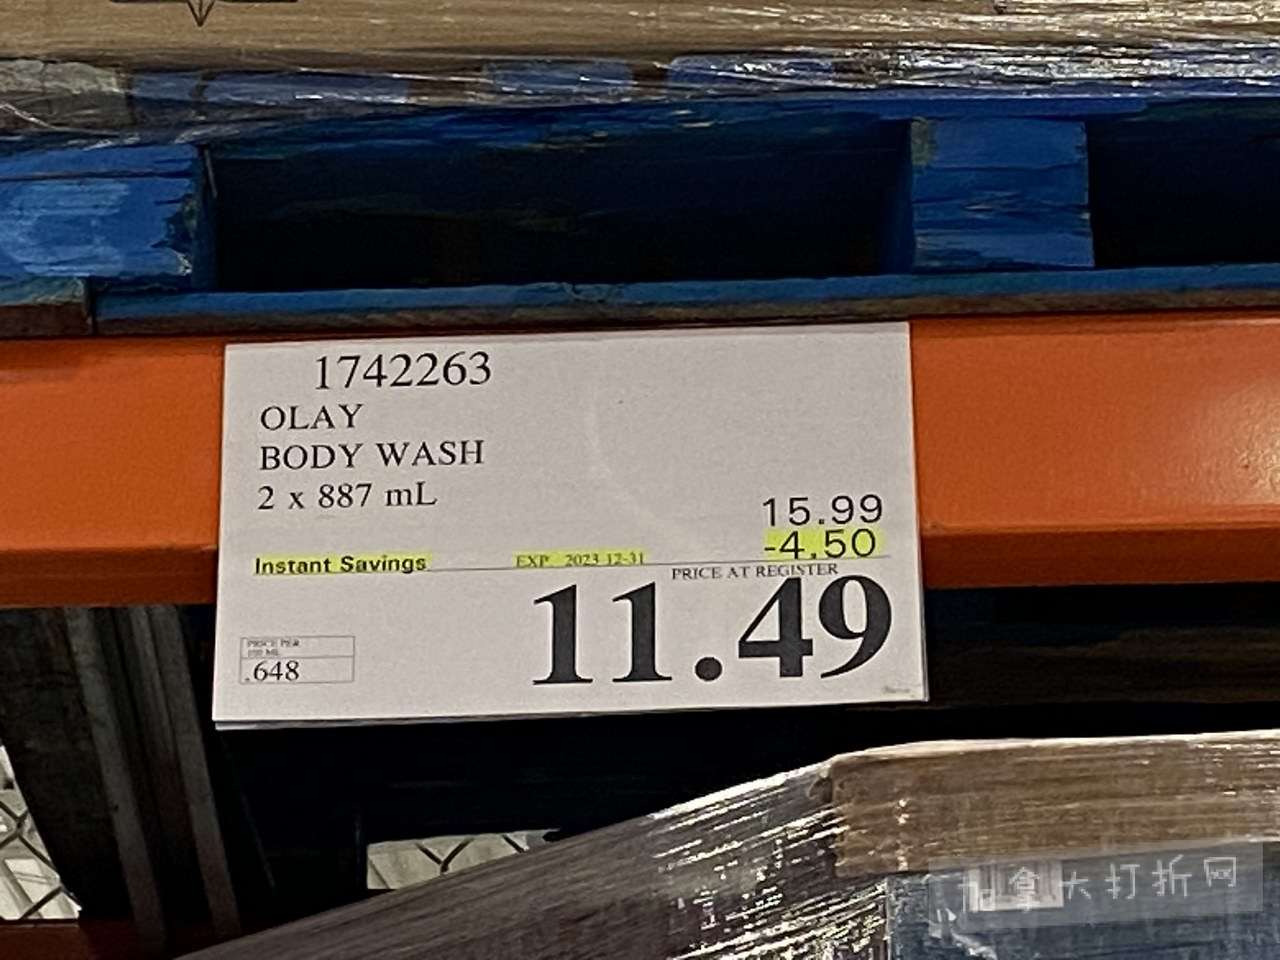 1742263
OLAY
BODY WASH
2 x 887 mL
15.99
-4.50
Instant Savings EXP 2023-12-31
PRICE AT REGISTER
11.49
PRICE PER
100 ML
.648
加拿大打折网